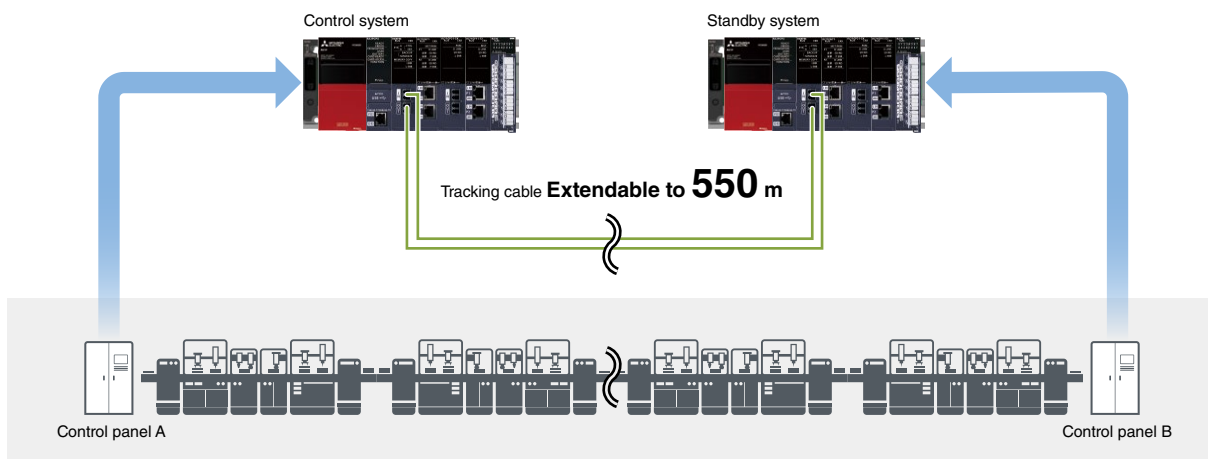 Control system
Standby system
Tracking cable Extendable to 550 m
Control panel A
Control panel B